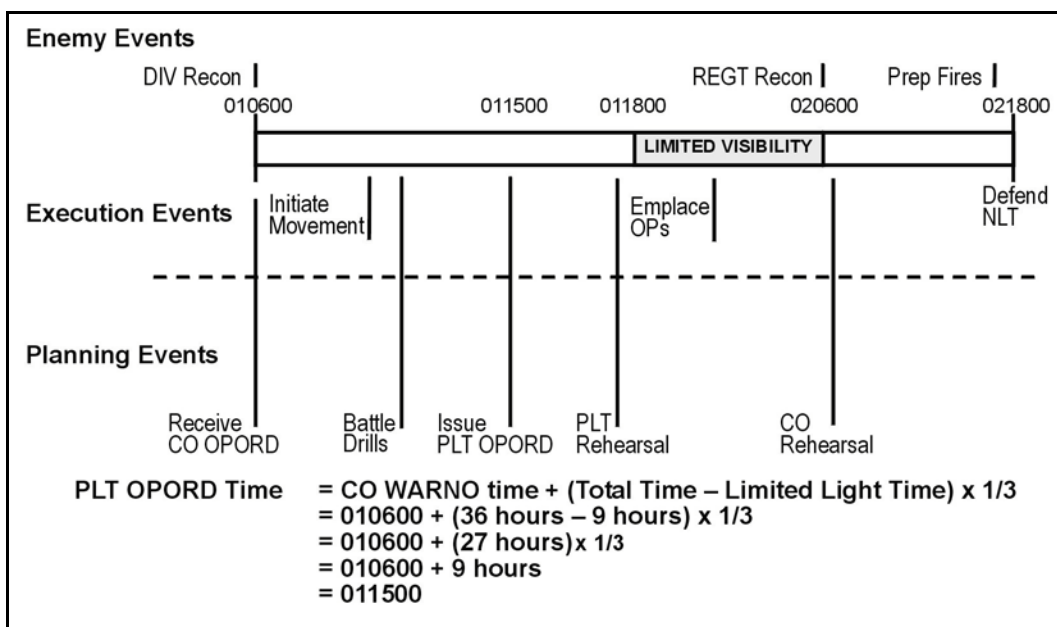 Enemy Events
DIV Recon
REGT Recon
Prep Fires
010600
011500
011800
020600
021800
LIMITED VISIBILITY
Execution Events
Initiate
Movement
Emplace
OPs
Defend
NLT
Planning Events
Receive
CO OPORD
Battle
Drills
Issue
PLT OPORD
PLT
Rehearsal
CO
Rehearsal
PLT OPORD Time = CO WARNO time + (Total Time – Limited Light Time) x 1/3
= 010600 + (36 hours – 9 hours) x 1/3
= 010600 + (27 hours) x 1/3
= 010600 + 9 hours
= 011500